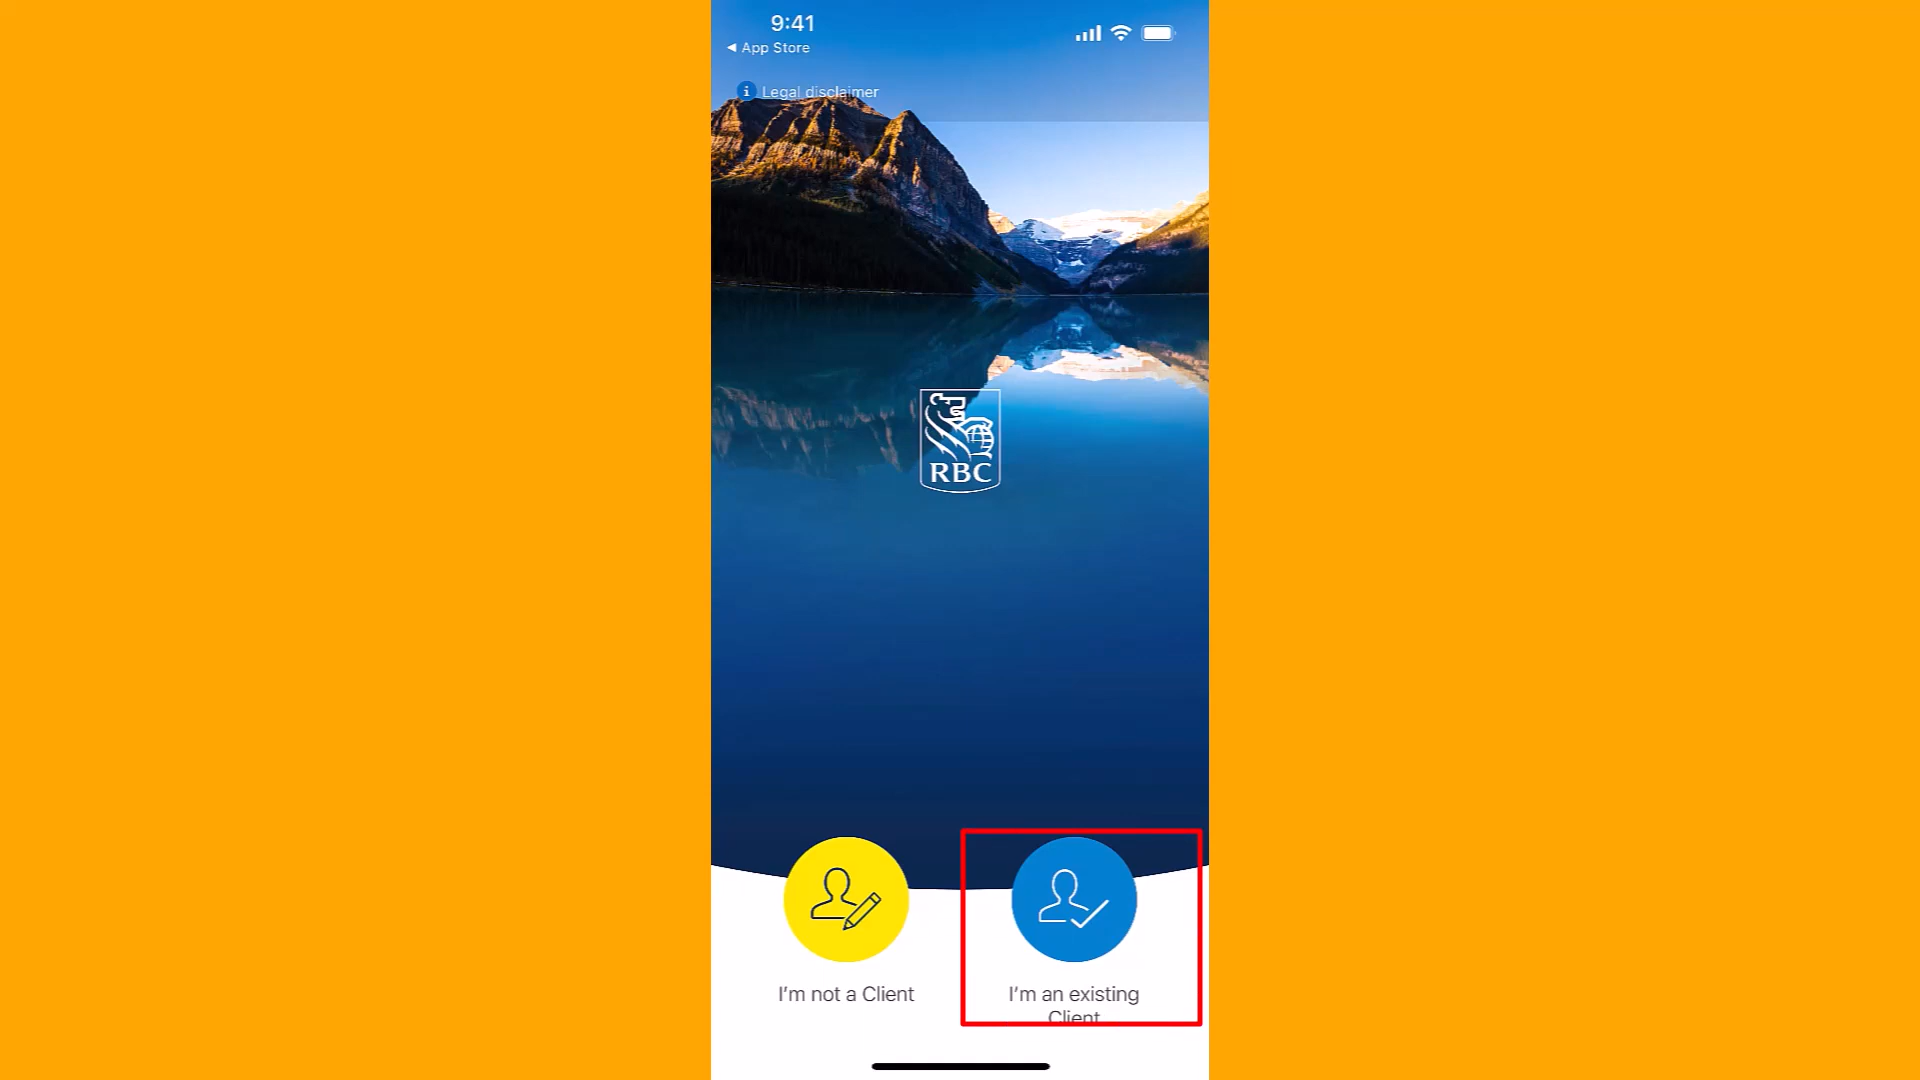 9:41
◀ App Store
i Legal disclaimer
RBC
I'm not a Client
I'm an existing
Client